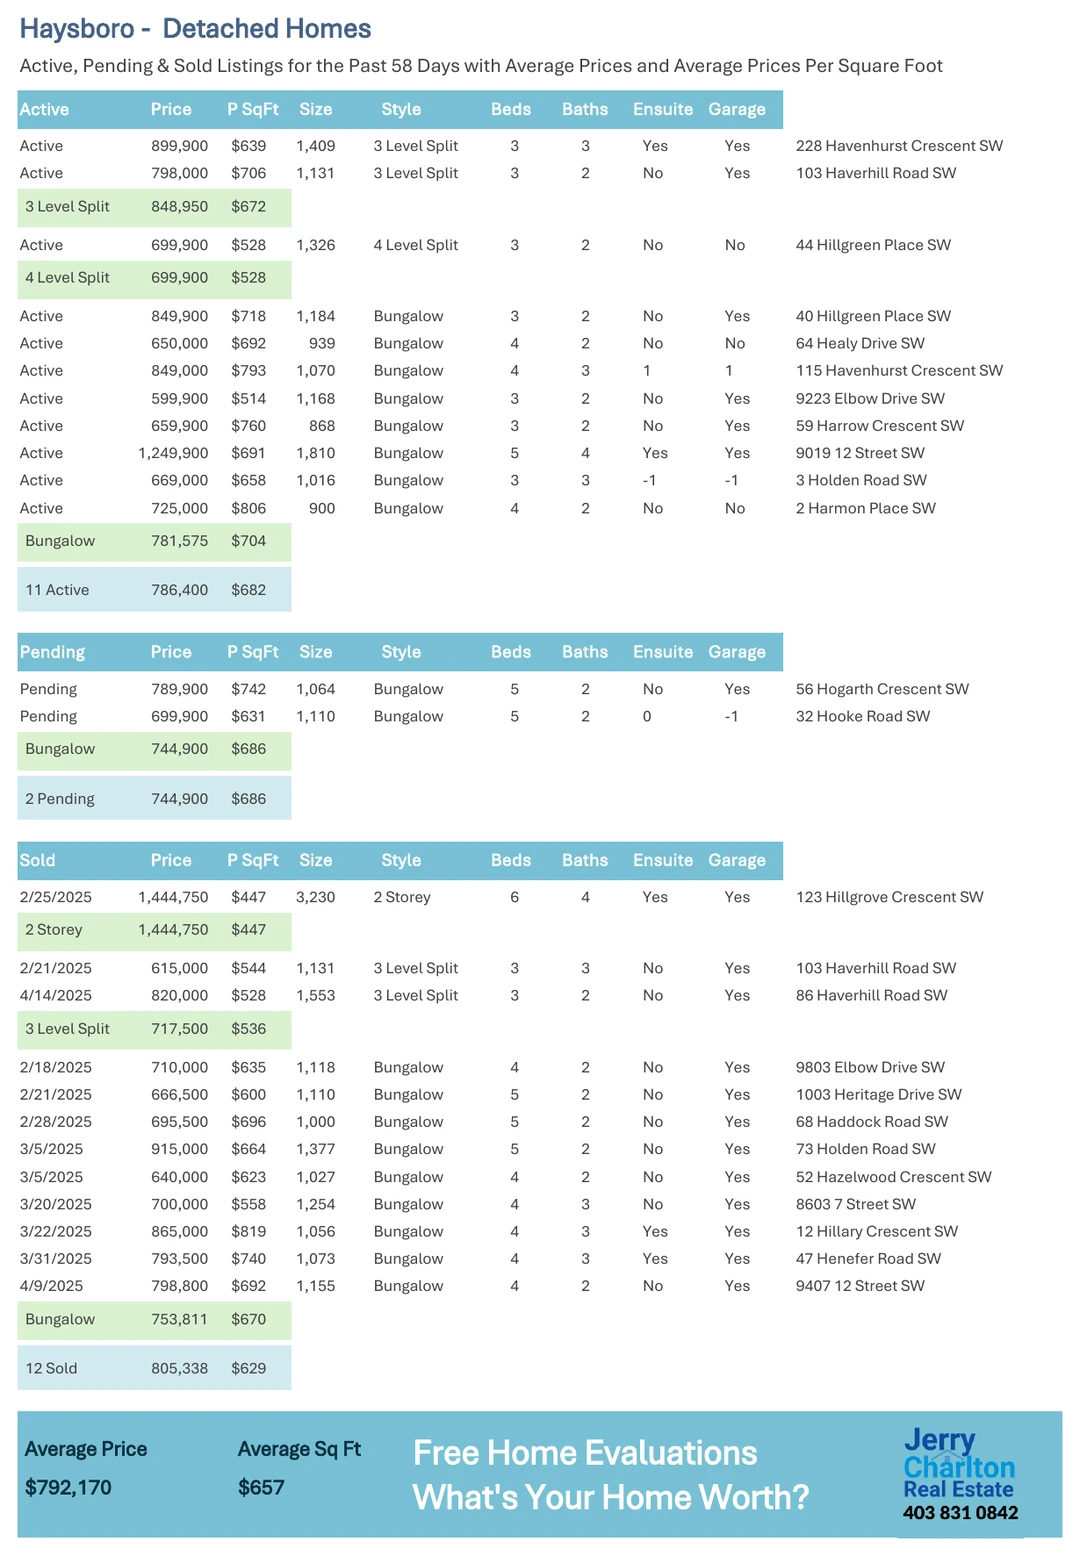 Haysboro - Detached Homes
Active, Pending & Sold Listings for the Past 58 Days with Average Prices and Average Prices Per Square Foot
Active Price P SqFt Size Style Beds Baths Ensuite Garage
Active 899,900 $639 1,409 3 Level Split 3 3 Yes Yes 228 Havenhurst Crescent SW
Active 798,000 $706 1,131 3 Level Split 3 2 No Yes 103 Haverhill Road SW
3 Level Split 848,950 $672
Active 699,900 $528 1,326 4 Level Split 3 2 No No 44 Hillgreen Place SW
4 Level Split 699,900 $528
Active 849,900 $718 1,184 Bungalow 3 2 No Yes 40 Hillgreen Place SW
Active 650,000 $692 939 Bungalow 4 2 No No 64 Healy Drive SW
Active 849,000 $793 1,070 Bungalow 4 3 1 1 115 Havenhurst Crescent SW
Active 599,900 $514 1,168 Bungalow 3 2 No Yes 9223 Elbow Drive SW
Active 659,900 $760 868 Bungalow 3 2 No Yes 59 Harrow Crescent SW
Active 1,249,900 $691 1,810 Bungalow 5 4 Yes Yes 9019 12 Street SW
Active 669,000 $658 1,016 Bungalow 3 3 -1 -1 3 Holden Road SW
Active 725,000 $806 900 Bungalow 4 2 No No 2 Harmon Place SW
Bungalow 781,575 $704
11 Active 786,400 $682
Pending Price P SqFt Size Style Beds Baths Ensuite Garage
Pending 789,900 $742 1,064 Bungalow 5 2 No Yes 56 Hogarth Crescent SW
Pending 699,900 $631 1,110 Bungalow 5 2 0 -1 32 Hooke Road SW
Bungalow 744,900 $686
2 Pending 744,900 $686
Sold Price P SqFt Size Style Beds Baths Ensuite Garage
2/25/2025 1,444,750 $447 3,230 2 Storey 6 4 Yes Yes 123 Hillgrove Crescent SW
2 Storey 1,444,750 $447
2/21/2025 615,000 $544 1,131 3 Level Split 3 3 No Yes 103 Haverhill Road SW
4/14/2025 820,000 $528 1,553 3 Level Split 3 2 No Yes 86 Haverhill Road SW
3 Level Split 717,500 $536
2/18/2025 710,000 $635 1,118 Bungalow 4 2 No Yes 9803 Elbow Drive SW
2/21/2025 666,500 $600 1,110 Bungalow 5 2 No Yes 1003 Heritage Drive SW
2/28/2025 695,500 $696 1,000 Bungalow 5 2 No Yes 68 Haddock Road SW
3/5/2025 915,000 $664 1,377 Bungalow 5 2 No Yes 73 Holden Road SW
3/5/2025 640,000 $623 1,027 Bungalow 4 2 No Yes 52 Hazelwood Crescent SW
3/20/2025 700,000 $558 1,254 Bungalow 4 3 No Yes 8603 7 Street SW
3/22/2025 865,000 $819 1,056 Bungalow 4 3 Yes Yes 12 Hillary Crescent SW
3/31/2025 793,500 $740 1,073 Bungalow 4 3 Yes Yes 47 Henefer Road SW
4/9/2025 798,800 $692 1,155 Bungalow 4 2 No Yes 9407 12 Street SW
Bungalow 753,811 $670
12 Sold 805,338 $629
Average Price Average Sq Ft
$792,170 $657
Free Home Evaluations
What's Your Home Worth?
Jerry
Charlton
Real Estate
403 831 0842